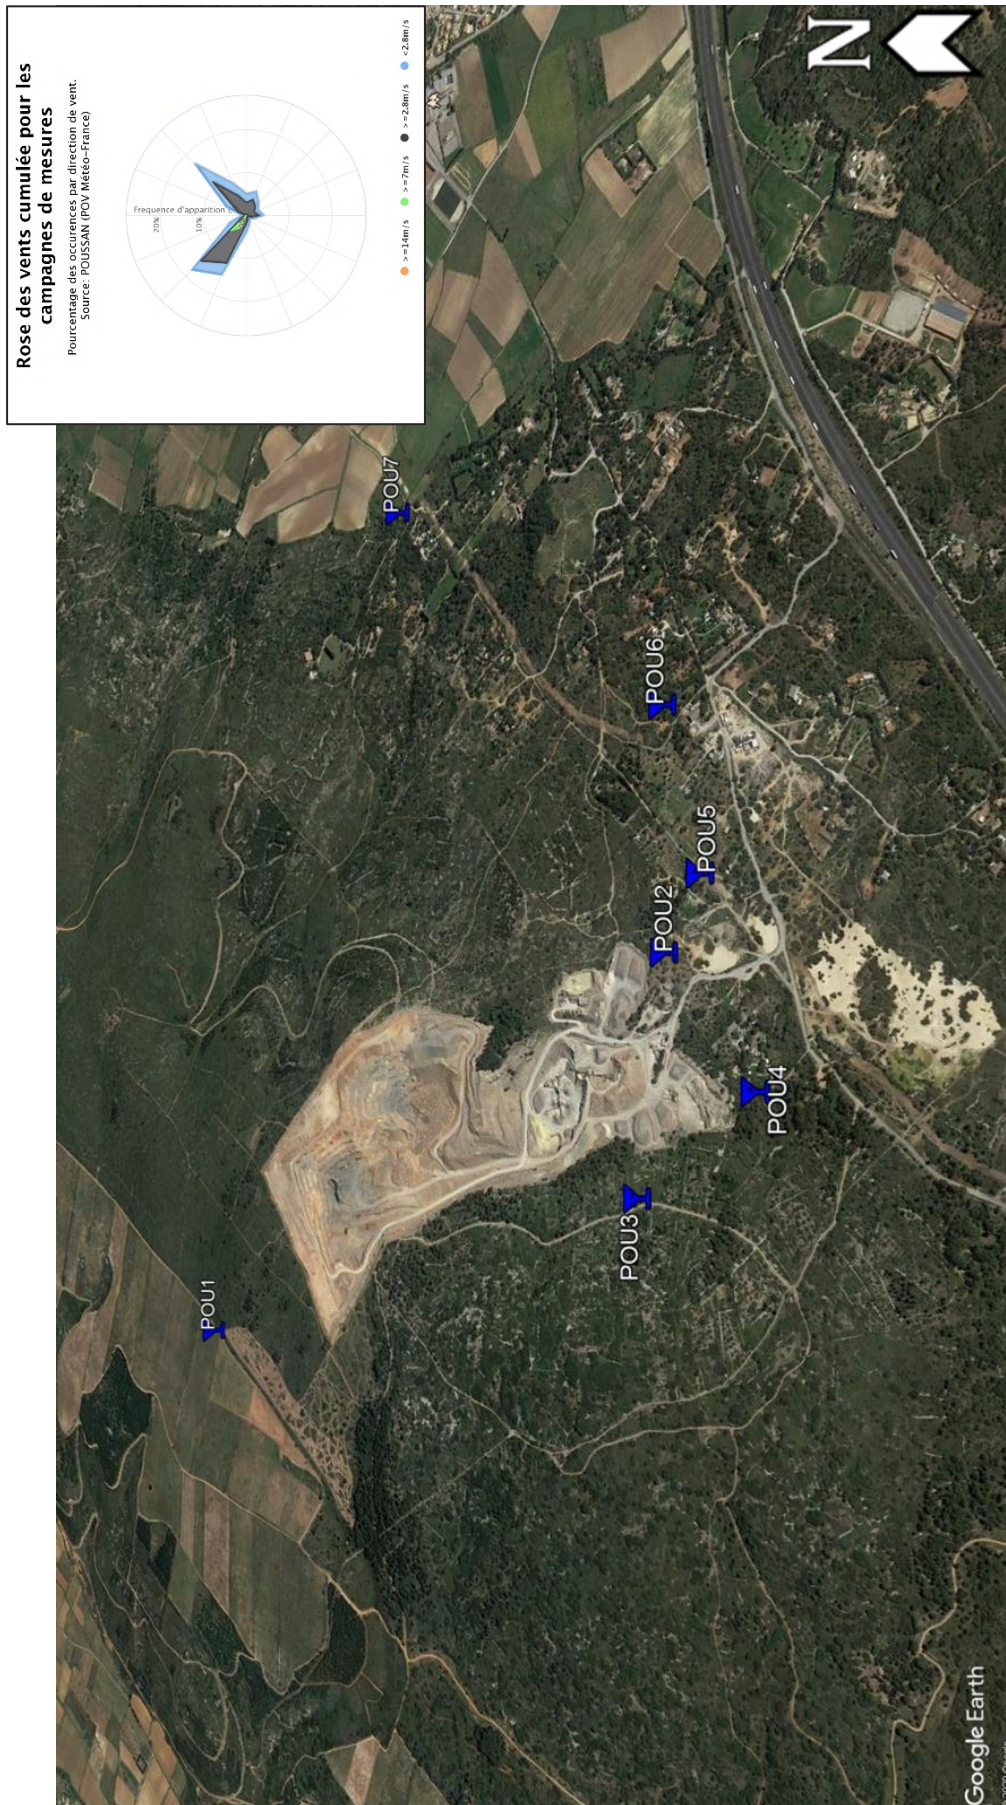 Rose des vents cumulée pour les
campagnes de mesures
Pourcentage des occurences par direction de vent.
Source: POUSSAN (POV Météo-France)
Frequence d'apparition
20%
10%
>=14m/s
>=7m/s
>=2.8m/s
<2.8m/s
N
POU1
POU7
POU3
POU2
POU6
POU5
POU4
Google Earth